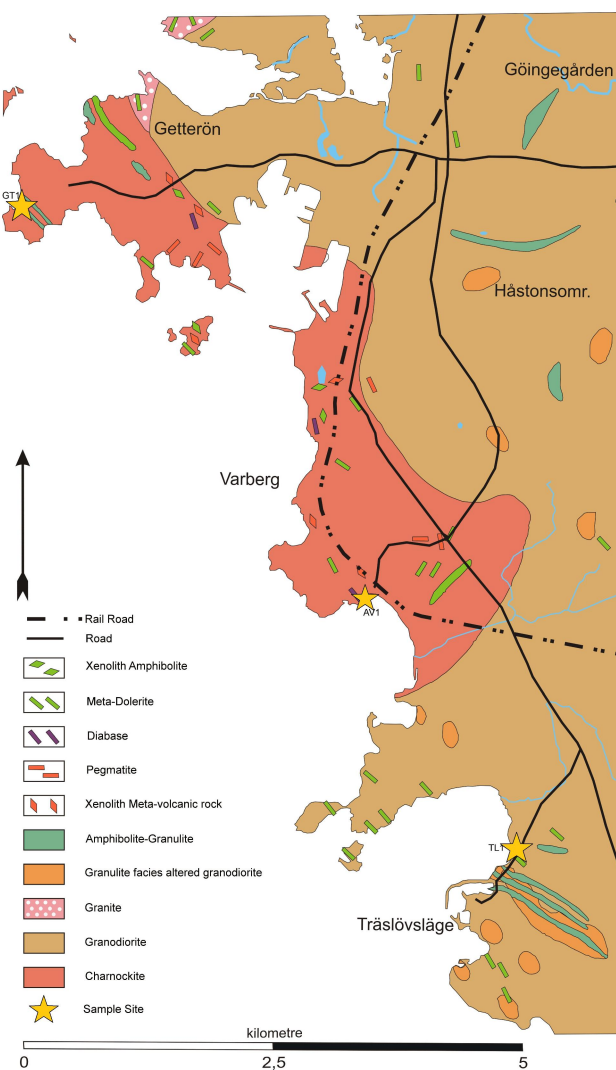 Göingegården
Getterön
GT1
Håstonsomr.
Varberg
AV1
Rail Road
Road
Xenolith Amphibolite
Meta-Dolerite
Diabase
Pegmatite
Xenolith Meta-volcanic rock
Amphibolite-Granulite
Granulite facies altered granodiorite
Granite
Granodiorite
Charnockite
Sample Site
TL1
Träslövsläge
kilometre
0 2,5 5